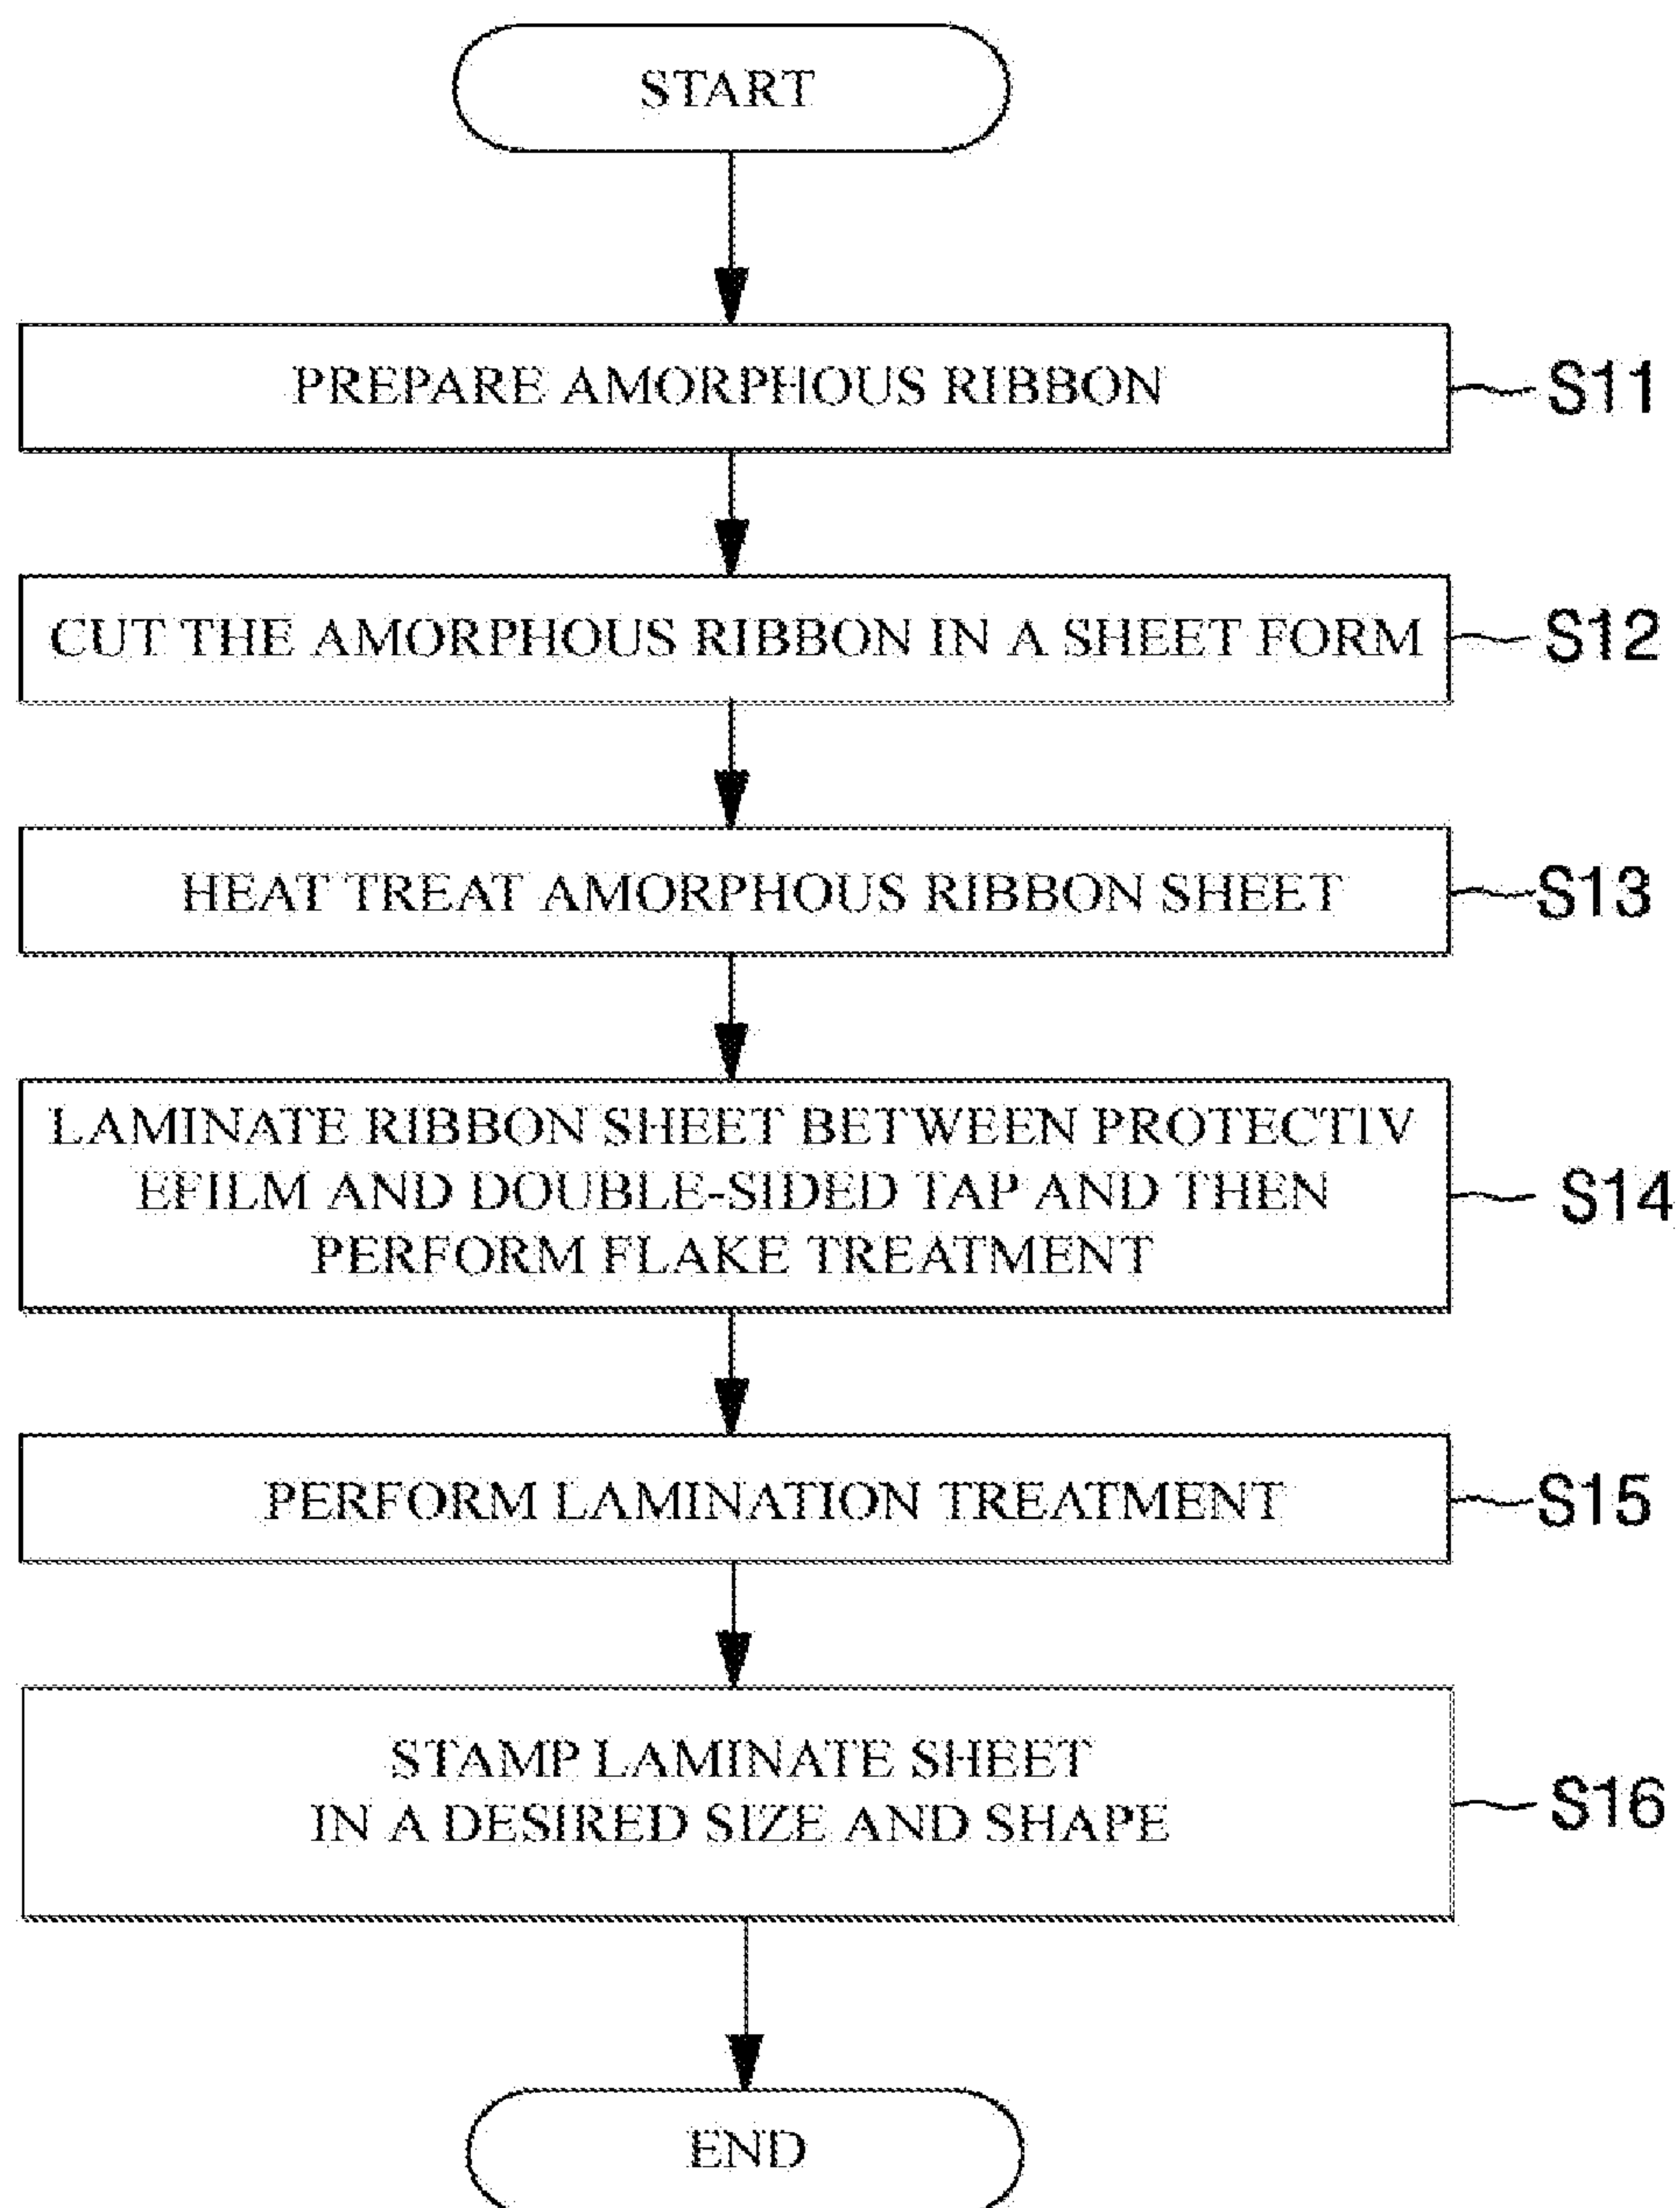 START
PREPARE AMORPHOUS RIBBON
S11
CUT THE AMORPHOUS RIBBON IN A SHEET FORM
S12
HEAT TREAT AMORPHOUS RIBBON SHEET
S13
LAMINATE RIBBON SHEET BETWEEN PROTECTIV
EFILM AND DOUBLE-SIDED TAP AND THEN
PERFORM FLAKE TREATMENT
S14
PERFORM LAMINATION TREATMENT
S15
STAMP LAMINATE SHEET
IN A DESIRED SIZE AND SHAPE
S16
END